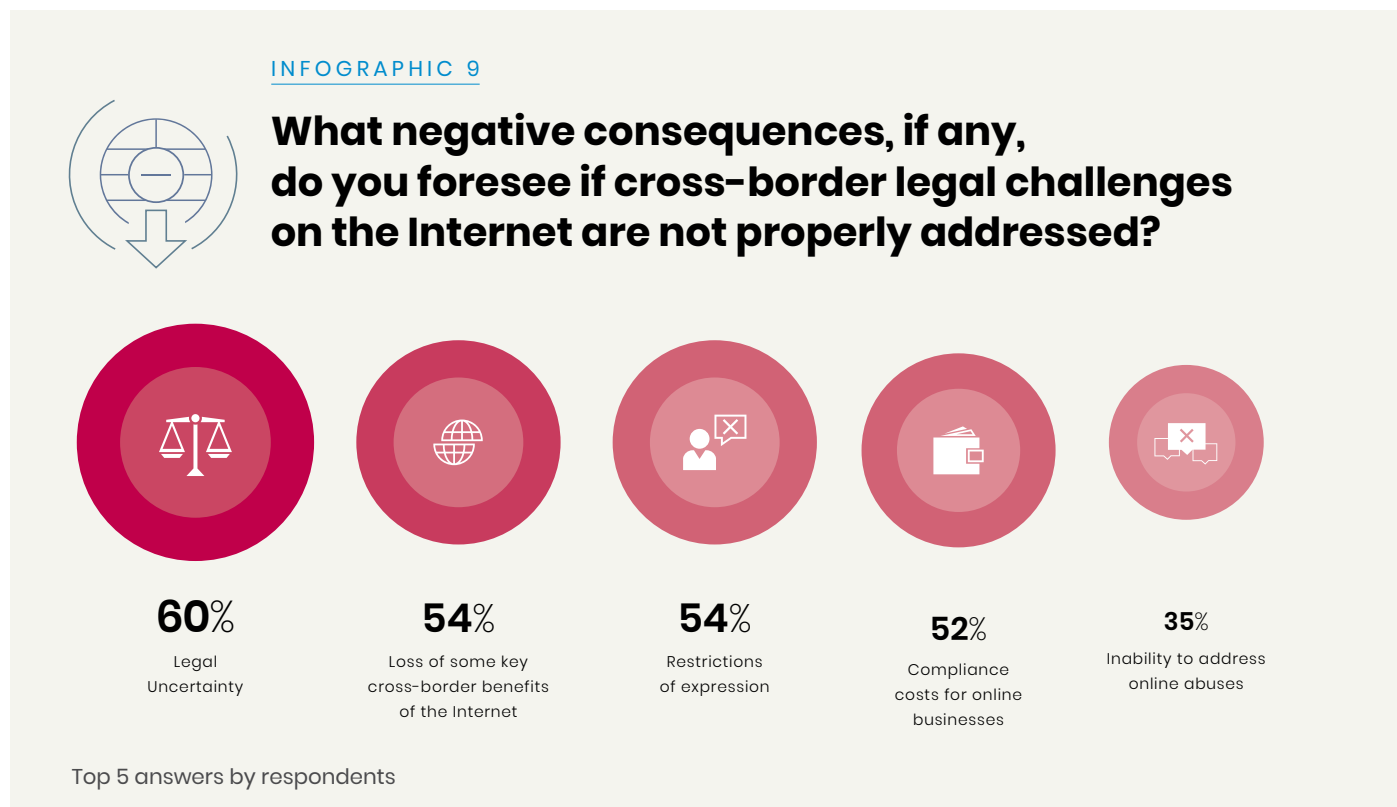 INFOGRAPHIC 9
What negative consequences, if any,
do you foresee if cross-border legal challenges
on the Internet are not properly addressed?
60%
Legal
Uncertainty
54%
Loss of some key
cross-border benefits
of the Internet
54%
Restrictions
of expression
52%
Compliance
costs for online
businesses
35%
Inability to address
online abuses
Top 5 answers by respondents